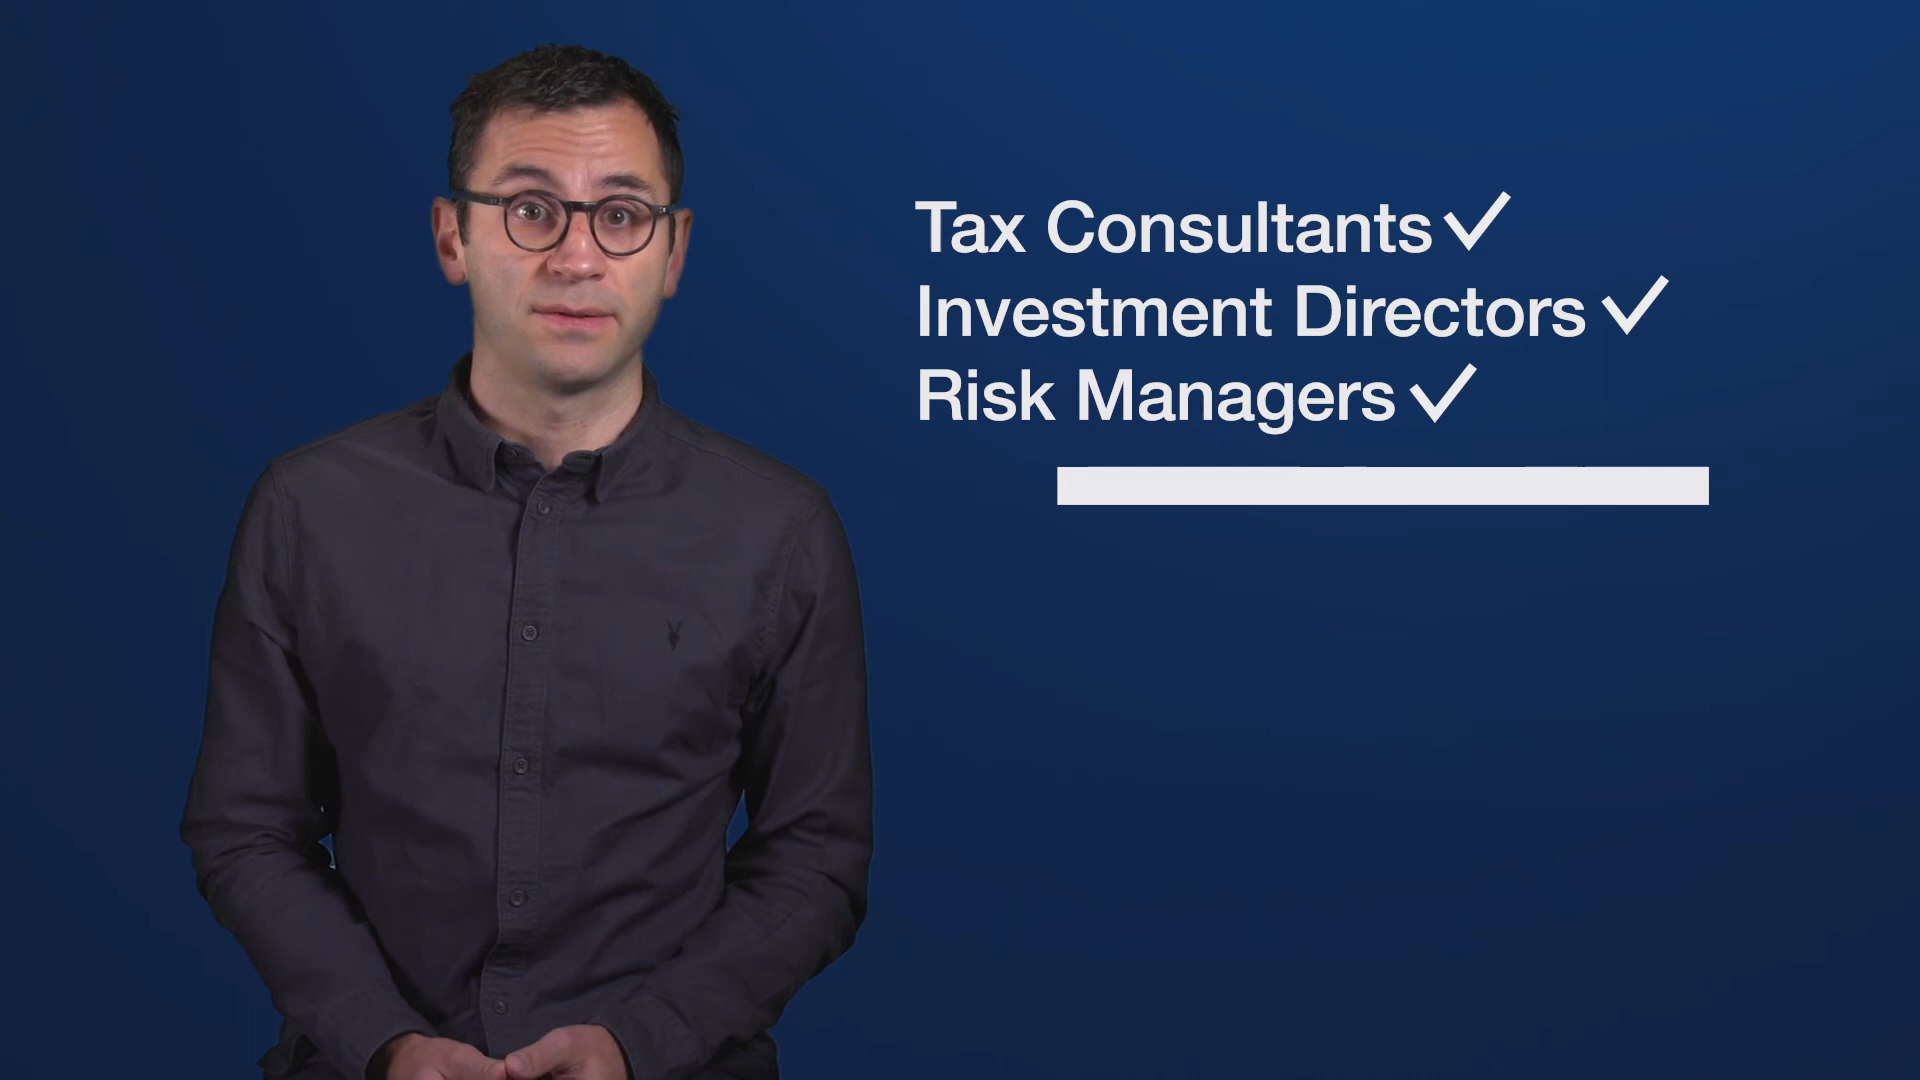 Tax Consultants ✓
Investment Directors ✓
Risk Managers ✓